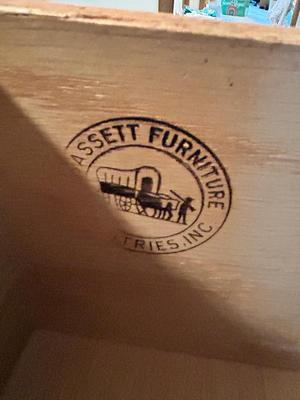 ASSETT FURNITURE
TRIES, INC